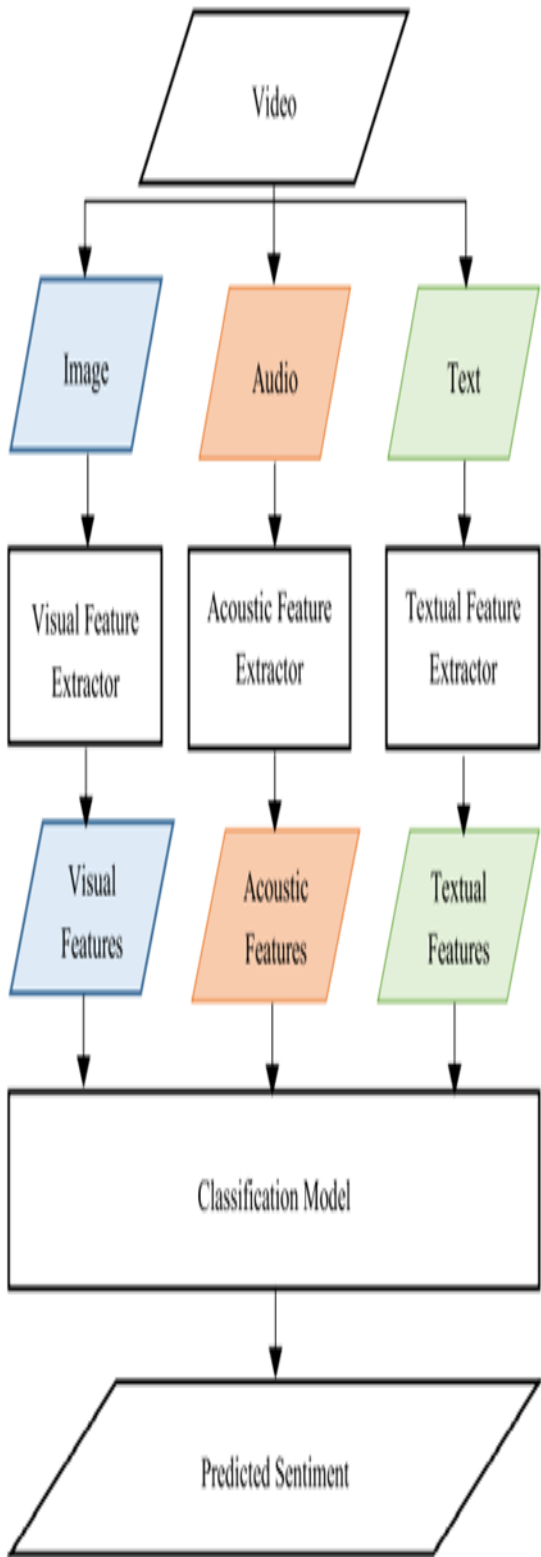 Video
Image
Audio
Text
Visual Feature
Extractor
Acoustic Feature
Extractor
Textual Feature
Extractor
Visual
Features
Acoustic
Features
Textual
Features
Classification Model
Predicted Sentiment